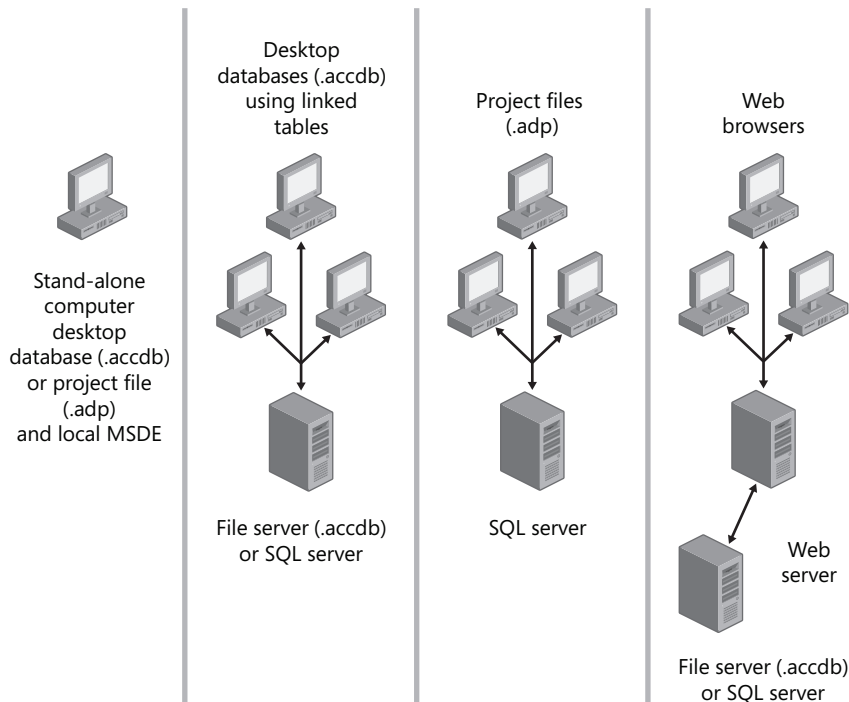 Stand-alone
computer
desktop
database (.accdb)
or project file
(.adp)
and local MSDE
Desktop
databases (.accdb)
using linked
tables
File server (.accdb)
or SQL server
Project files
(.adp)
SQL server
Web
browsers
Web
server
File server (.accdb)
or SQL server